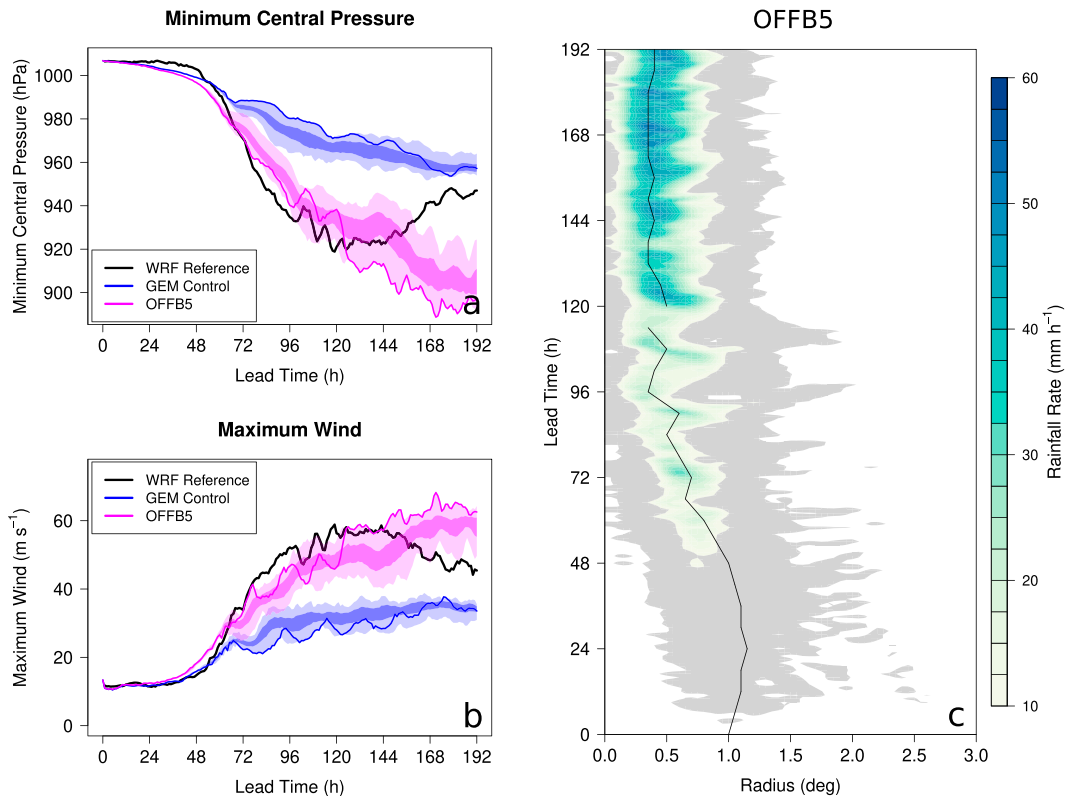 Minimum Central Pressure
Minimum Central Pressure (hPa)
1000
980
960
940
920
900
WRF Reference
GEM Control
OFFB5
a
0 24 48 72 96 120 144 168 192
Lead Time (h)
Maximum Wind
Maximum Wind (m s⁻¹)
60
40
20
0
WRF Reference
GEM Control
OFFB5
b
0 24 48 72 96 120 144 168 192
Lead Time (h)
OFFB5
Lead Time (h)
192
168
144
120
96
72
48
24
0
c
0.0 0.5 1.0 1.5 2.0 2.5 3.0
Radius (deg)
60
50
40
30
20
10
Rainfall Rate (mm h⁻¹)